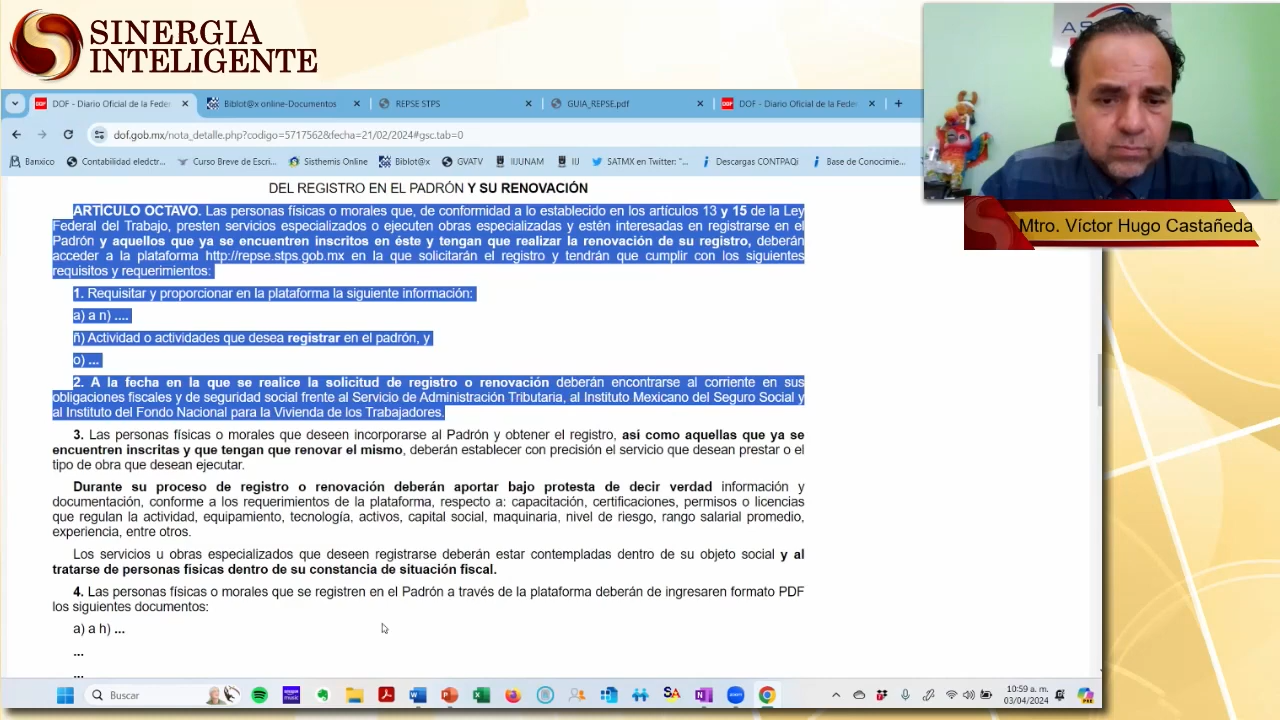 SINERGIA
INTELIGENTE
DOF - Diario Oficial de la Feder
Biblot@x online-Documentos
REPSE STPS
GUIA_REPSE.pdf
DOF - Diario Oficial de la Feder
dof.gob.mx/nota_detalle.php?codigo=5717562&fecha=21/02/2024#gsc.tab=0
Banxico
Contabilidad eledctr...
Curso Breve de Escri...
Sisthemis Online
Biblot@x
GVATV
IIJUNAM
IIJ
SATMX en Twitter: "...
Descargas CONTPAQi
Base de Conocimie...
Mtro. Víctor Hugo Castañeda
DEL REGISTRO EN EL PADRÓN Y SU RENOVACIÓN
ARTÍCULO OCTAVO. Las personas físicas o morales que, de conformidad a lo establecido en los artículos 13 y 15 de la Ley
Federal del Trabajo, presten servicios especializados o ejecuten obras especializadas y estén interesadas en registrarse en el
Padrón y aquellos que ya se encuentren inscritos en éste y tengan que realizar la renovación de su registro, deberán
acceder a la plataforma http://repse.stps.gob.mx en la que solicitarán el registro y tendrán que cumplir con los siguientes
requisitos y requerimientos:
1. Requisitar y proporcionar en la plataforma la siguiente información:
a) a n) ....
ñ) Actividad o actividades que desea registrar en el padrón, y
o) ...
2. A la fecha en la que se realice la solicitud de registro o renovación deberán encontrarse al corriente en sus
obligaciones fiscales y de seguridad social frente al Servicio de Administración Tributaria, al Instituto Mexicano del Seguro Social y
al Instituto del Fondo Nacional para la Vivienda de los Trabajadores.
3. Las personas físicas o morales que deseen incorporarse al Padrón y obtener el registro, así como aquellas que ya se
encuentren inscritas y que tengan que renovar el mismo, deberán establecer con precisión el servicio que desean prestar o el
tipo de obra que desean ejecutar.
Durante su proceso de registro o renovación deberán aportar bajo protesta de decir verdad información y
documentación, conforme a los requerimientos de la plataforma, respecto a: capacitación, certificaciones, permisos o licencias
que regulan la actividad, equipamiento, tecnología, activos, capital social, maquinaria, nivel de riesgo, rango salarial promedio,
experiencia, entre otros.
Los servicios u obras especializados que deseen registrarse deberán estar contempladas dentro de su objeto social y al
tratarse de personas físicas dentro de su constancia de situación fiscal.
4. Las personas físicas o morales que se registren en el Padrón a través de la plataforma deberán de ingresaren formato PDF
los siguientes documentos:
a) a h) ...
...
...
Buscar
10:59 a. m.
03/04/2024